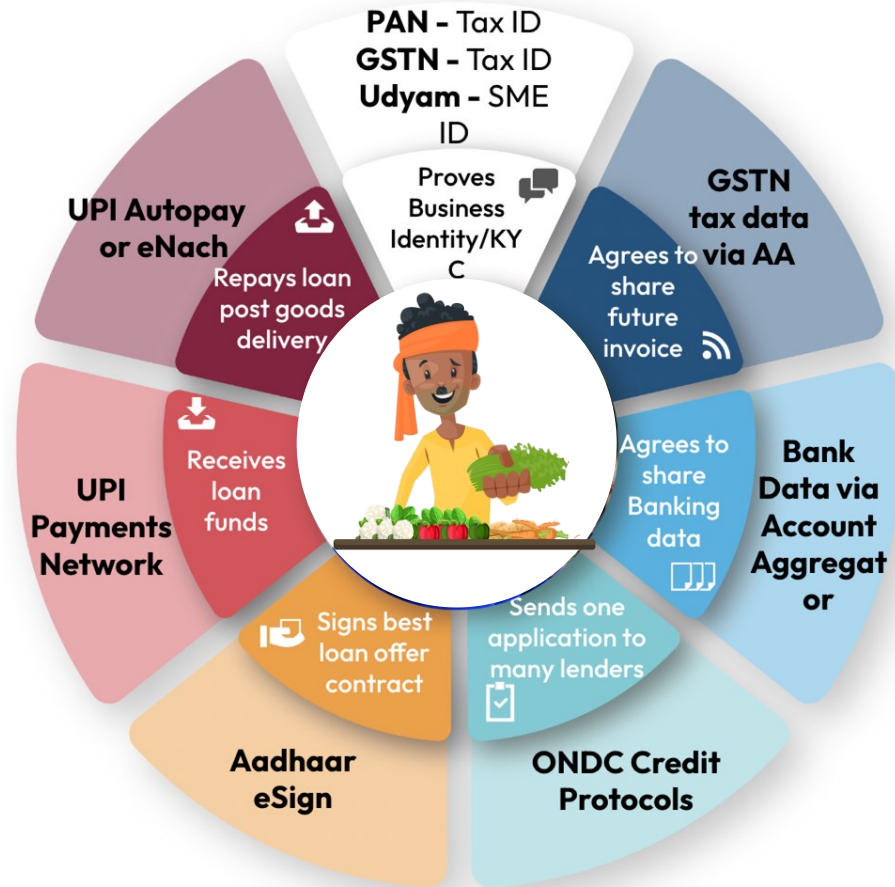 PAN - Tax ID
GSTN - Tax ID
Udyam - SME
ID
Proves
Business
Identity/KY
C
GSTN
tax data
via AA
Agrees to
share
future
invoice
Bank
Data via
Account
Aggregat
or
Agrees to
share
Banking
data
Sends one
application to
many lenders
ONDC Credit
Protocols
Signs best
loan offer
contract
Aadhaar
eSign
Receives
loan
funds
UPI
Payments
Network
Repays loan
post goods
delivery
UPI Autopay
or eNach